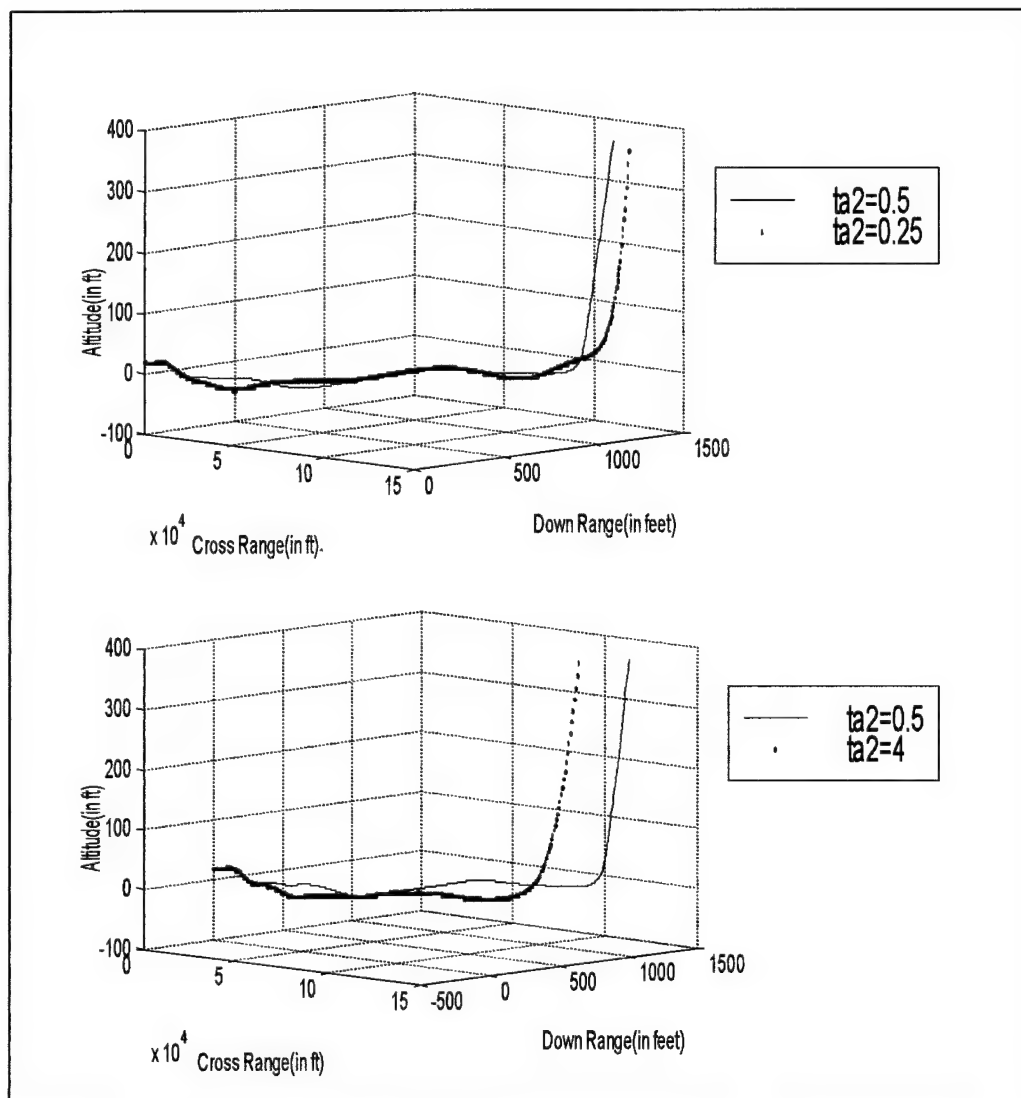 400
300
200
100
0
-100
Altitude(in ft)
0
5
10
15
0
500
1000
1500
x 10^4 Cross Range(in ft).
Down Range(in feet)
ta2=0.5
ta2=0.25
400
300
200
100
0
-100
Altitude(in ft)
0
5
10
15
-500
0
500
1000
1500
x 10^4 Cross Range(in ft)
Down Range(in feet)
ta2=0.5
ta2=4